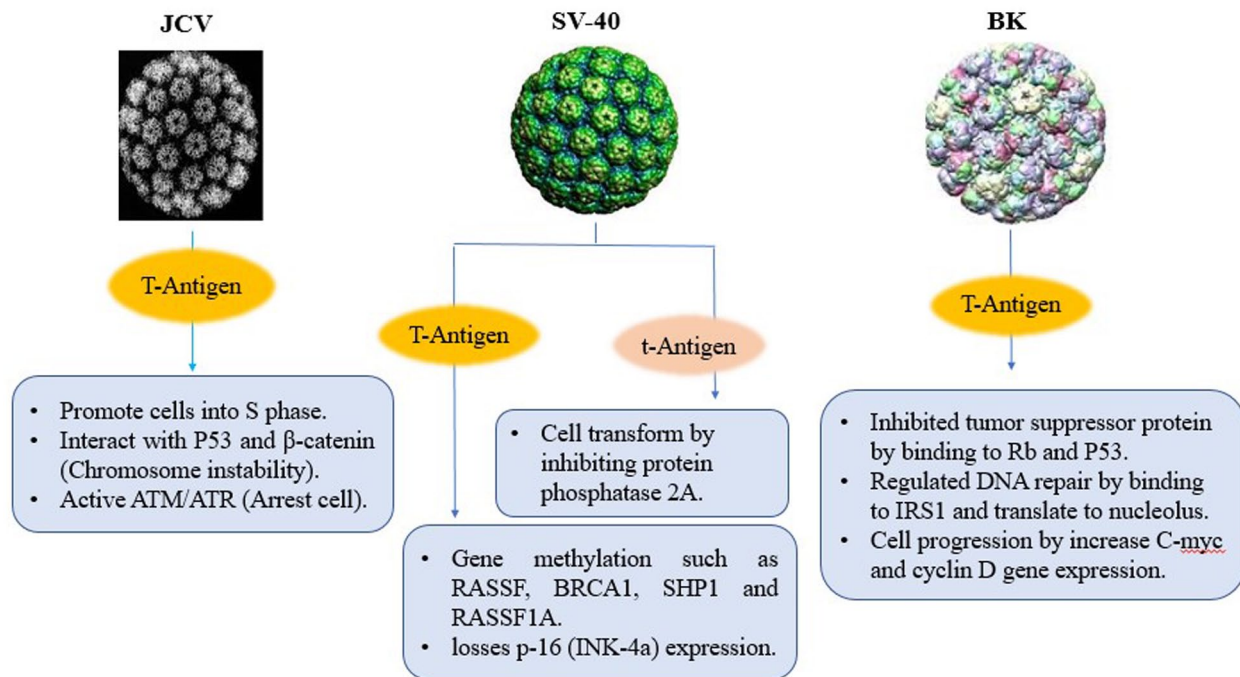 JCV
SV-40
BK
T-Antigen
• Promote cells into S phase.
• Interact with P53 and β-catenin
(Chromosome instability).
• Active ATM/ATR (Arrest cell).
T-Antigen
t-Antigen
• Cell transform by
inhibiting protein
phosphatase 2A.
• Gene methylation such as
RASSF, BRCA1, SHP1 and
RASSF1A.
• losses p-16 (INK-4a) expression.
T-Antigen
• Inhibited tumor suppressor protein
by binding to Rb and P53.
• Regulated DNA repair by binding
to IRS1 and translate to nucleolus.
• Cell progression by increase C-myc
and cyclin D gene expression.